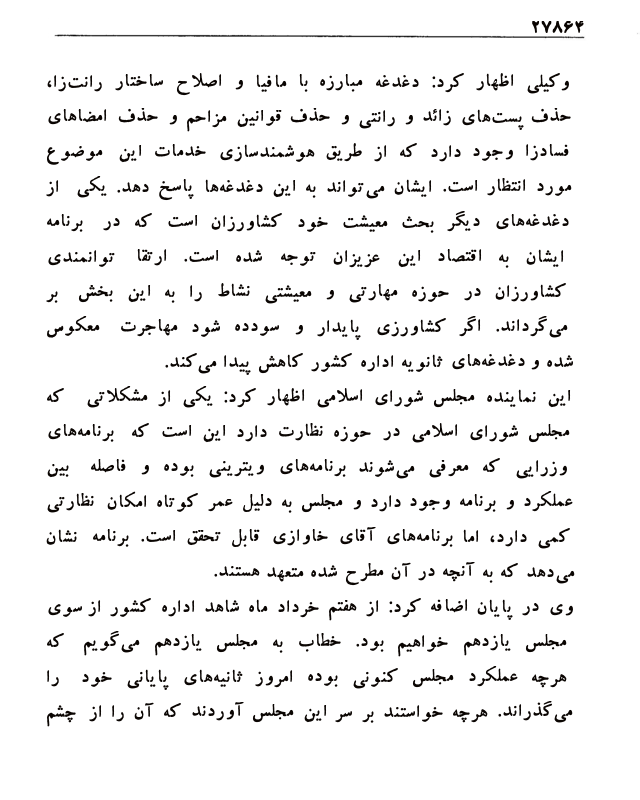 ۲۷۸۶۴
وکیلی اظهار کرد: دغدغه مبارزه با مافیا و اصلاح ساختار رانت‌زا،
حذف پست‌های زائد و رانتی و حذف قوانین مزاحم و حذف امضاهای
فسادزا وجود دارد که از طریق هوشمندسازی خدمات این موضوع
مورد انتظار است. ایشان می‌تواند به این دغدغه‌ها پاسخ دهد. یکی از
دغدغه‌های دیگر بحث معیشت خود کشاورزان است که در برنامه
ایشان به اقتصاد این عزیزان توجه شده است. ارتقا توانمندی
کشاورزان در حوزه مهارتی و معیشتی نشاط را به این بخش بر
می‌گرداند. اگر کشاورزی پایدار و سودده شود مهاجرت معکوس
شده و دغدغه‌های ثانویه اداره کشور کاهش پیدا می‌کند.
این نماینده مجلس شورای اسلامی اظهار کرد: یکی از مشکلاتی که
مجلس شورای اسلامی در حوزه نظارت دارد این است که برنامه‌های
وزرایی که معرفی می‌شوند برنامه‌های ویترینی بوده و فاصله بین
عملکرد و برنامه وجود دارد و مجلس به دلیل عمر کوتاه امکان نظارتی
کمی دارد، اما برنامه‌های آقای خاوازی قابل تحقق است. برنامه نشان
می‌دهد که به آنچه در آن مطرح شده متعهد هستند.
وی در پایان اضافه کرد: از هفتم خرداد ماه شاهد اداره کشور از سوی
مجلس یازدهم خواهیم بود. خطاب به مجلس یازدهم می‌گویم که
هرچه عملکرد مجلس کنونی بوده امروز ثانیه‌های پایانی خود را
می‌گذراند. هرچه خواستند بر سر این مجلس آوردند که آن را از چشم